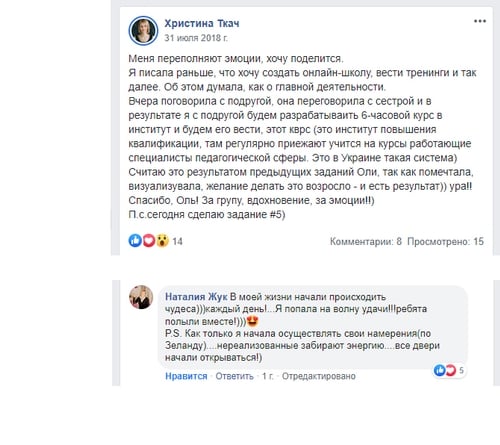 Христина Ткач
31 июля 2018 г.
Меня переполняют эмоции, хочу поделится.
Я писала раньше, что хочу создать онлайн-школу, вести тренинги и так
далее. Об этом думала, как о главной деятельности.
Вчера поговорила с подругой, она переговорила с сестрой и в
результате я с подругой будем разрабатываить 6-часовой курс в
институт и будем его вести, этот кврс (это институт повышения
квалификации, там регулярно приежают учится на курсы работающие
специалисты педагогической сферы. Это в Украине такая система)
Считаю это результатом предыдущих заданий Оли, так как помечтала,
визуализувала, желание делать это возросло - и есть результат)) ура!!
Спасибо, Оль! За групу, вдохновение, за эмоции!!)
П.с.сегодня сделаю задание #5)
14
Комментарии: 8 Просмотрено: 15
Наталия Жук В моей жизни начали происходить
чудеса)))каждый день!...Я попала на волну удачи!!!ребята
полыли вместе!)))🤩
P.S. Как только я начала осуществлять свои намерения(по
Зеланду)....нереализованные забирают энергию....все двери
начали открываться!)
5
Нравится · Ответить · 1 г. · Отредактировано